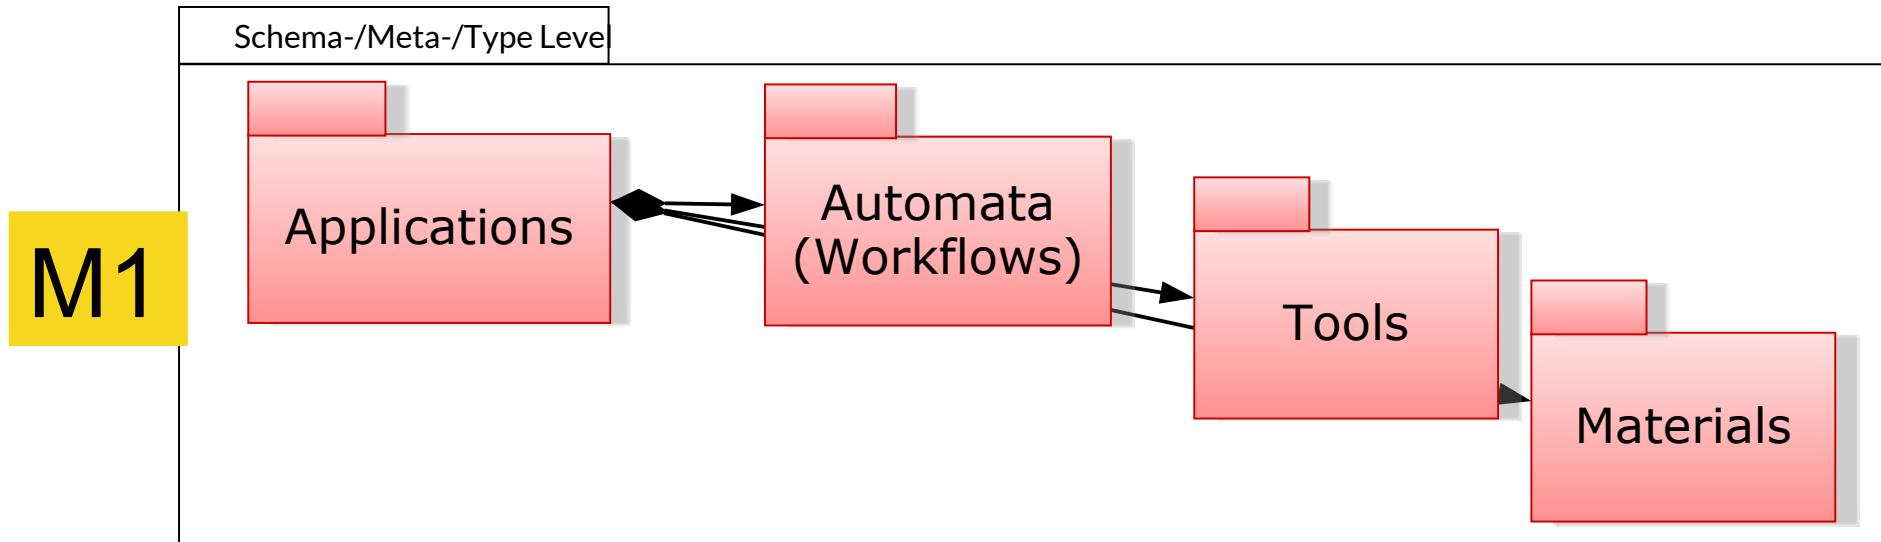 Schema-/Meta-/Type Level
M1
Applications
Automata
(Workflows)
Tools
Materials